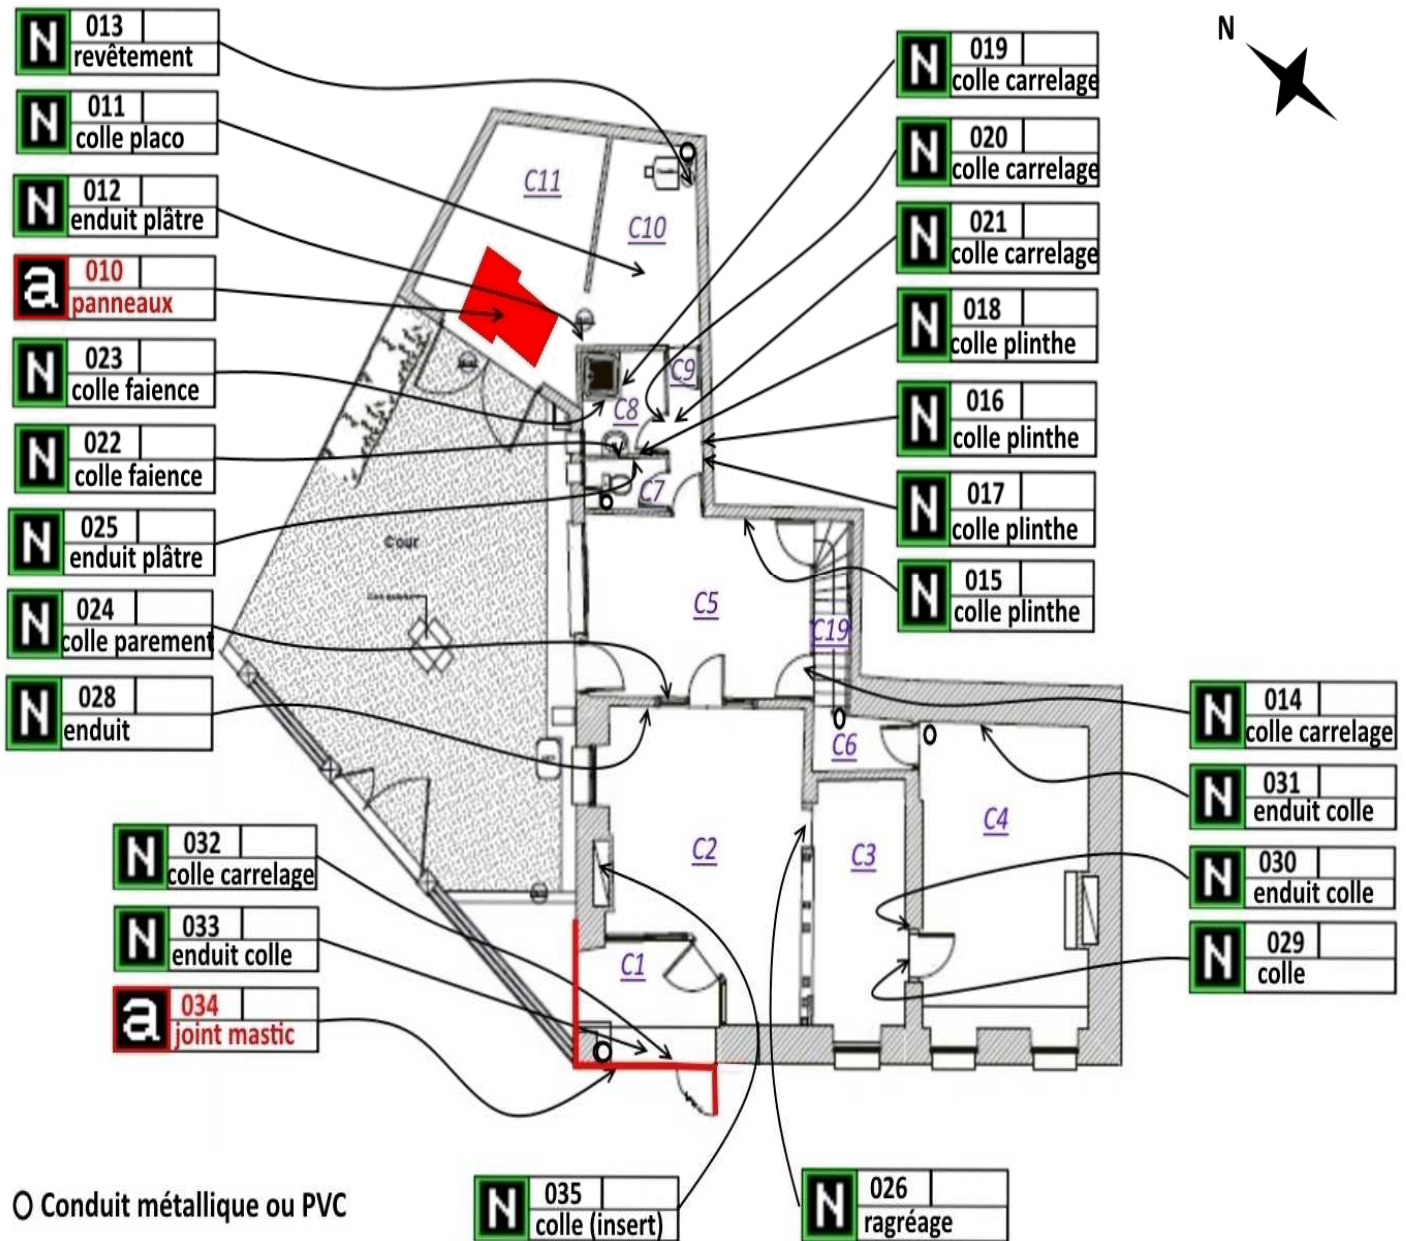 N 013
revêtement
N 011
colle placo
N 012
enduit plâtre
a 010
panneaux
N 023
colle faience
N 022
colle faience
N 025
enduit plâtre
N 024
colle parement
N 028
enduit
N 032
colle carrelage
N 033
enduit colle
a 034
joint mastic
N
N 019
colle carrelage
N 020
colle carrelage
N 021
colle carrelage
N 018
colle plinthe
N 016
colle plinthe
N 017
colle plinthe
N 015
colle plinthe
N 014
colle carrelage
N 031
enduit colle
N 030
enduit colle
N 029
colle
C11
C10
C9
C8
C7
Cour
C5
C19
C6
C4
C2
C3
C1
N 035
colle (insert)
N 026
ragréage
O Conduit métallique ou PVC